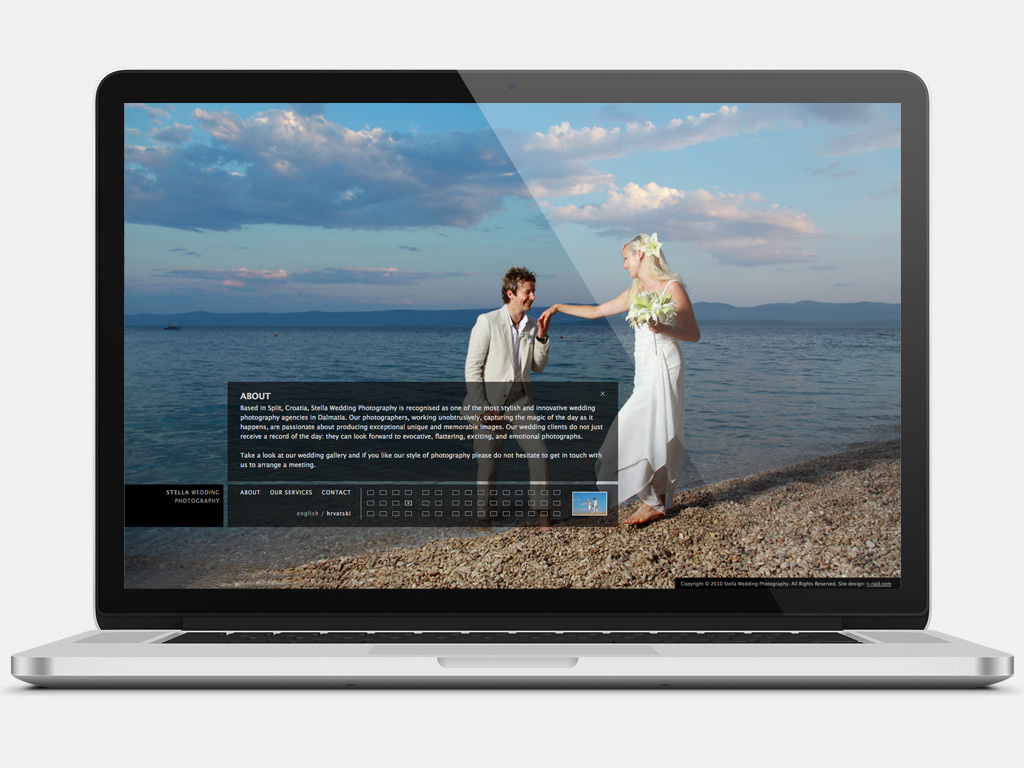 ABOUT
Based in Split, Croatia, Stella Wedding Photography is recognised as one of the most stylish and innovative wedding
photography agencies in Dalmatia. Our photographers, working unobtrusively, capturing the magic of the day as it
happens, are passionate about producing exceptional unique and memorable images. Our wedding clients do not just
receive a record of the day: they can look forward to evocative, flattering, exciting, and emotional photographs.
Take a look at our wedding gallery and if you like our style of photography please do not hesitate to get in touch with
us to arrange a meeting.
STELLA WEDDING
PHOTOGRAPHY
ABOUT OUR SERVICES CONTACT
english / hrvatski
Copyright © 2010 Stella Wedding Photography. All Rights Reserved. Site design: t-raid.com